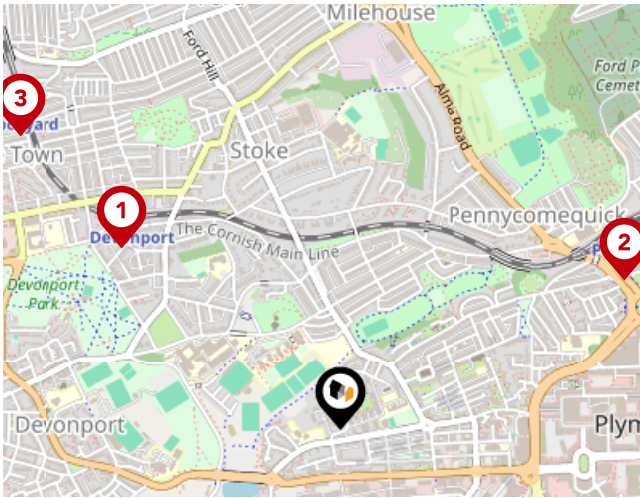 Milehouse
Ford Hill
Ford P
Cemet
Alma Road
3
Town
Stoke
1
Pennycomequick
Devonport
The Cornish Main Line
2
P
Devonport
Park
Devonport
Plym